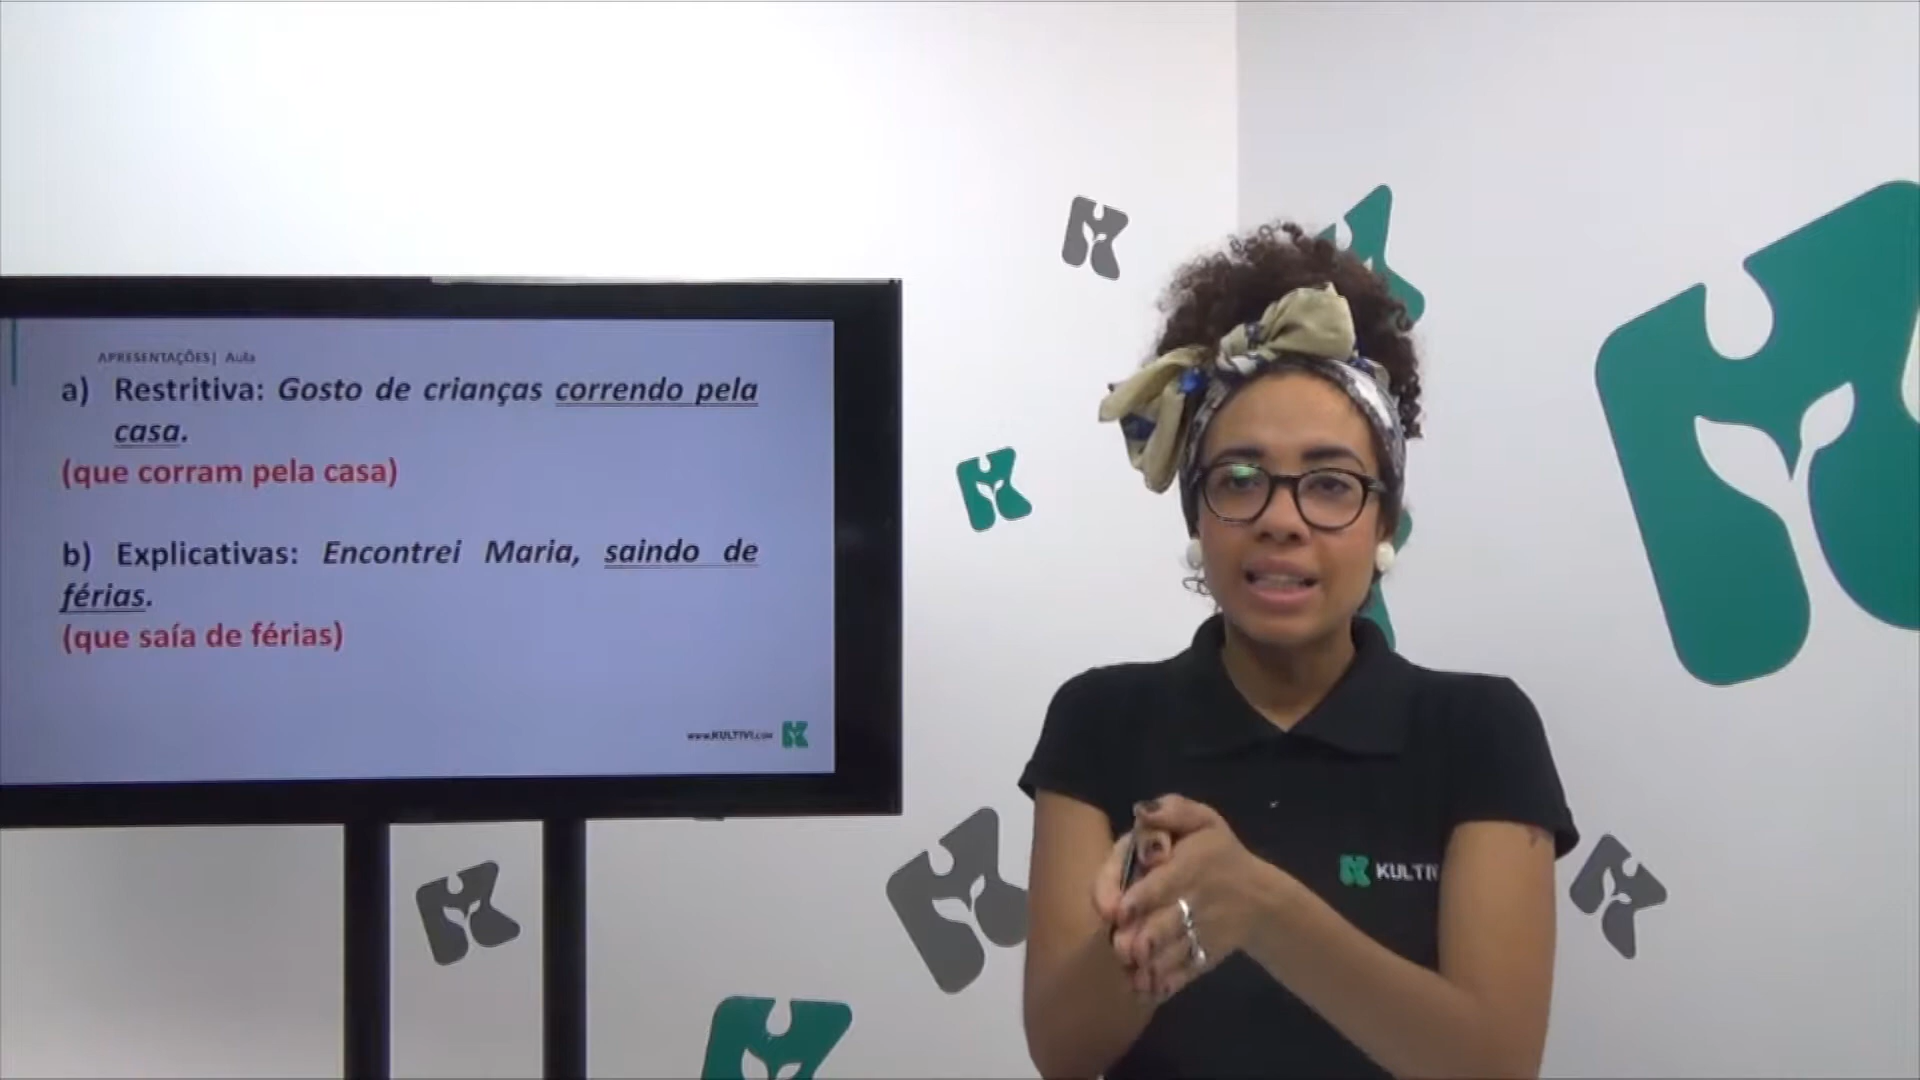 APRESENTAÇÕES| Aula
a) Restritiva: Gosto de crianças correndo pela
casa.
(que corram pela casa)
b) Explicativas: Encontrei Maria, saindo de
férias.
(que saía de férias)
www.KULTIVI.COM
KULTIVI